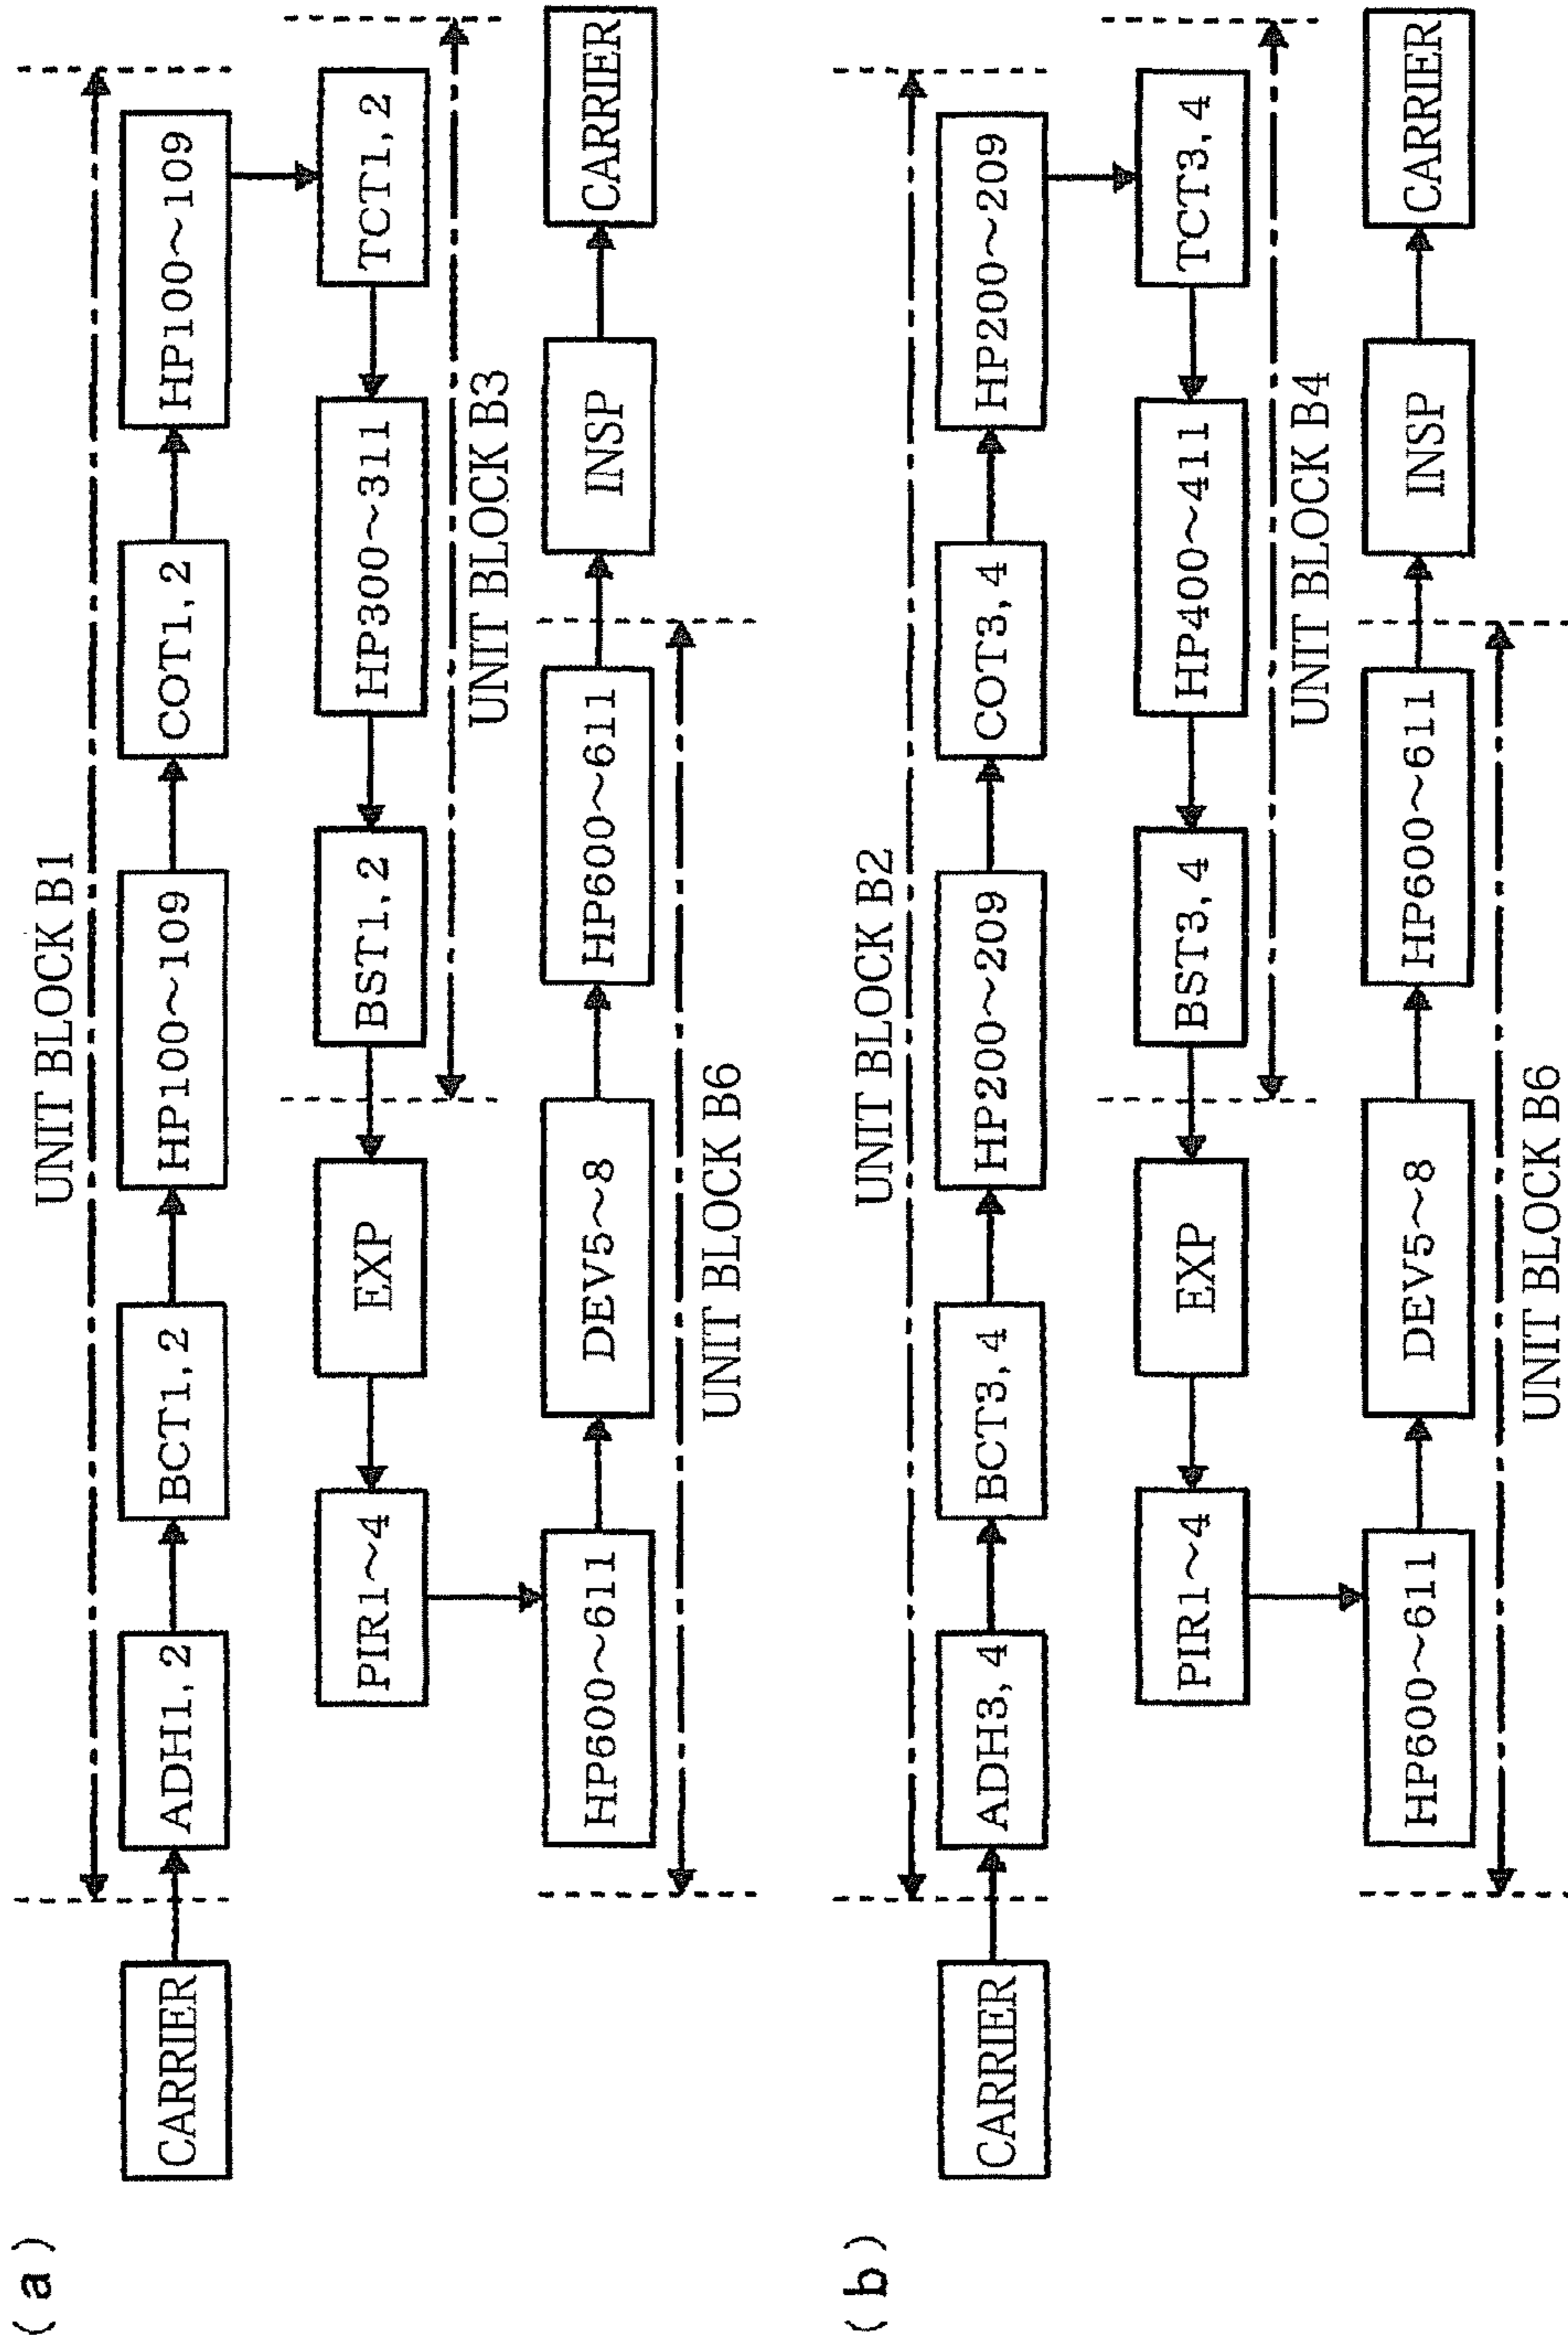 (a)
UNIT BLOCK B1
CARRIER
ADH1, 2
BCT1, 2
HP100~109
COT1, 2
HP100~109
TCT1, 2
HP300~311
BST1, 2
EXP
PIR1~4
UNIT BLOCK B3
HP600~611
DEV5~8
HP600~611
INSP
CARRIER
UNIT BLOCK B6
(b)
UNIT BLOCK B2
CARRIER
ADH3, 4
BCT3, 4
HP200~209
COT3, 4
HP200~209
TCT3, 4
HP400~411
BST3, 4
EXP
PIR1~4
UNIT BLOCK B4
HP600~611
DEV5~8
HP600~611
INSP
CARRIER
UNIT BLOCK B6